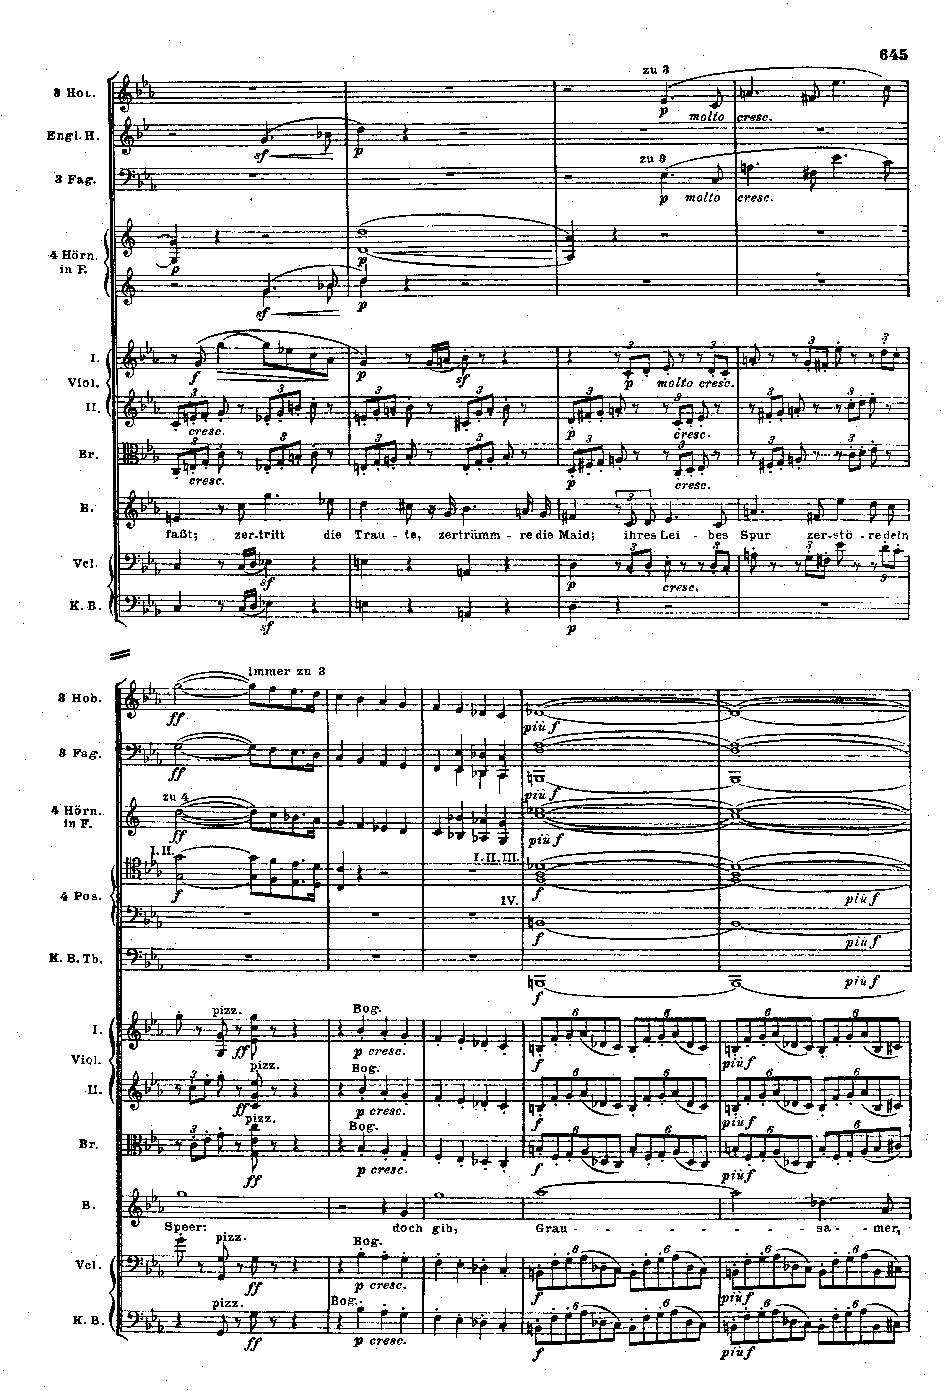 645
zu 3
3 Hob.
p molto cresc.
Engl. H.
sf p
zu 3
3 Fag.
p molto cresc.
4 Hörn.
in F.
p p
sf p
I.
f p sf p molto cresc.
Viol.
II.
cresc. p cresc.
Br.
cresc. p cresc.
B.
faßt; zer-tritt die Trau - te, zertrümm - re die Maid; ihres Lei - bes Spur zer-stö - re dein
Vcl.
sf p cresc.
K. B.
sf p
immer zu 3
3 Hob.
ff più f
3 Fag.
ff più f
zu 4
4 Hörn.
in F.
ff più f
I. II. I. II. III.
f f più f
4 Pos.
IV.
f più f
K. B. Tb.
f più f
pizz. Bog.
I.
ff p cresc. f più f
Viol.
pizz. Bog.
II.
ff p cresc. f più f
pizz. Bog.
Br.
ff p cresc. f più f
B.
Speer: doch gib, Grau - - - - - - - sa - mer,
pizz. Bog.
Vcl.
ff p cresc. f più f
pizz. Bog.
K. B.
ff p cresc. f più f